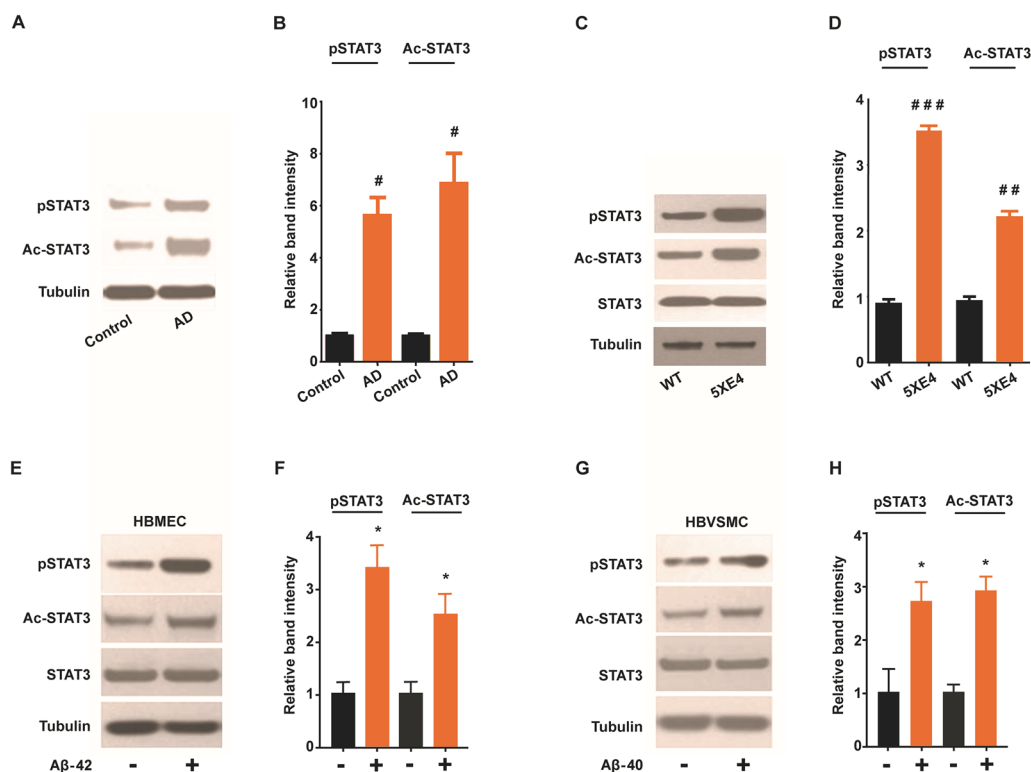 A
pSTAT3
Ac-STAT3
Tubulin
Control
AD
B
pSTAT3
Ac-STAT3
Relative band intensity
10
8
6
4
2
0
Control
AD
Control
AD
#
#
C
pSTAT3
Ac-STAT3
STAT3
Tubulin
WT
5XE4
D
pSTAT3
Ac-STAT3
Relative band intensity
4
3
2
1
0
WT
5XE4
WT
5XE4
# # #
# #
E
HBMEC
pSTAT3
Ac-STAT3
STAT3
Tubulin
Aβ-42 - +
F
pSTAT3
Ac-STAT3
Relative band intensity
4
3
2
1
0
*
*
- + - +
G
HBVSMC
pSTAT3
Ac-STAT3
STAT3
Tubulin
Aβ-40 - +
H
pSTAT3
Ac-STAT3
Relative band intensity
4
3
2
1
0
*
*
- + - +